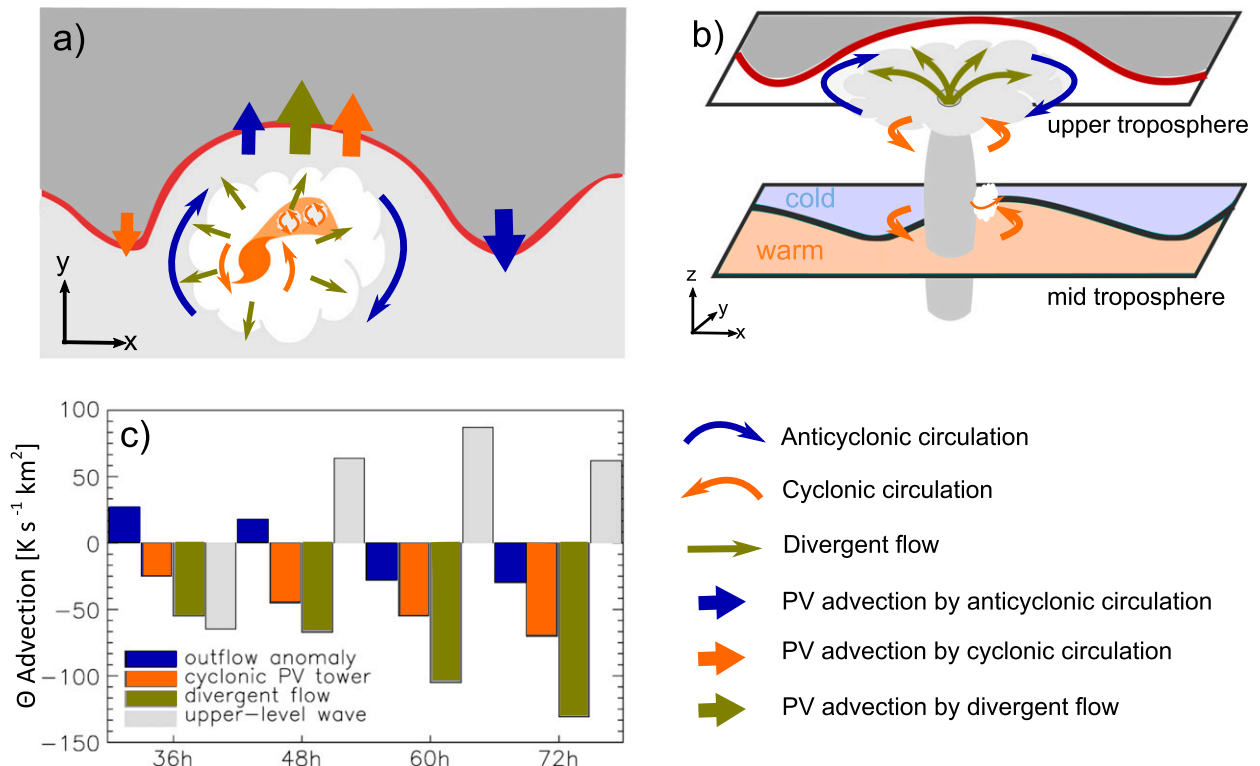 a)
y
x
b)
upper troposphere
cold
warm
mid troposphere
z
y
x
c)
Θ Advection [K s⁻¹ km²]
100
50
0
−50
−100
−150
outflow anomaly
cyclonic PV tower
divergent flow
upper−level wave
36h
48h
60h
72h
Anticyclonic circulation
Cyclonic circulation
Divergent flow
PV advection by anticyclonic circulation
PV advection by cyclonic circulation
PV advection by divergent flow